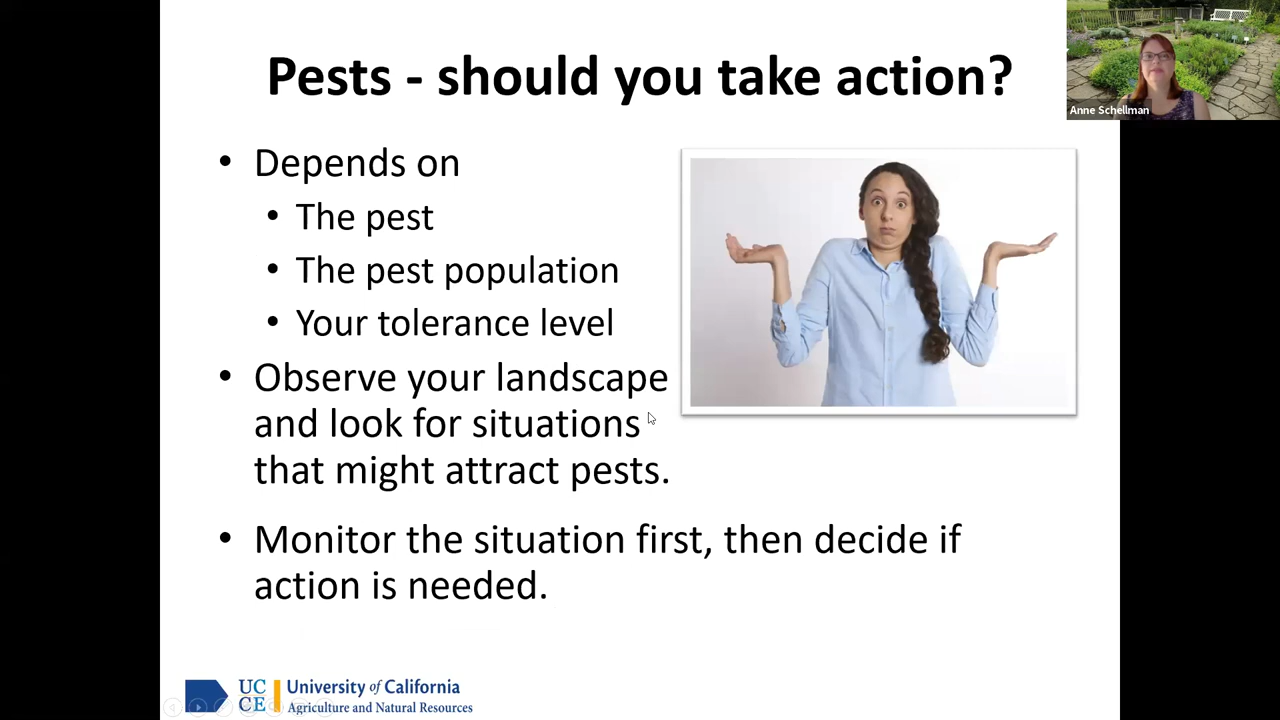 Pests - should you take action?
Anne Schellman
• Depends on
• The pest
• The pest population
• Your tolerance level
• Observe your landscape
and look for situations
that might attract pests.
• Monitor the situation first, then decide if
action is needed.
UC
CE
University of California
Agriculture and Natural Resources